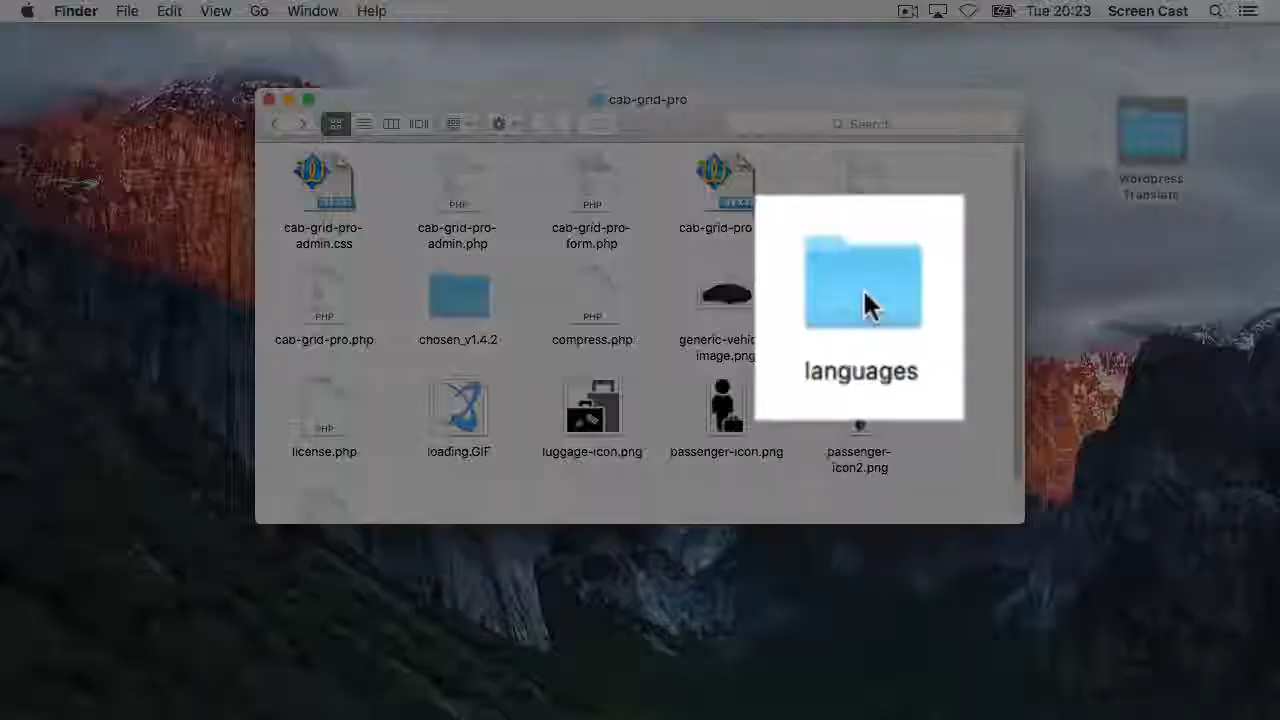 Finder File Edit View Go Window Help Tue 20:23 Screen Cast
cab-grid-pro
Search
Wordpress
Translate
PHP PHP
cab-grid-pro-
admin.css
cab-grid-pro-
admin.php
cab-grid-pro-
form.php
cab-grid-pro
languages
PHP PHP
cab-grid-pro.php
chosen_v1.4.2
compress.php
generic-vehic
image.png
PHP
license.php
loading.GIF
luggage-icon.png
passenger-icon.png
passenger-
icon2.png